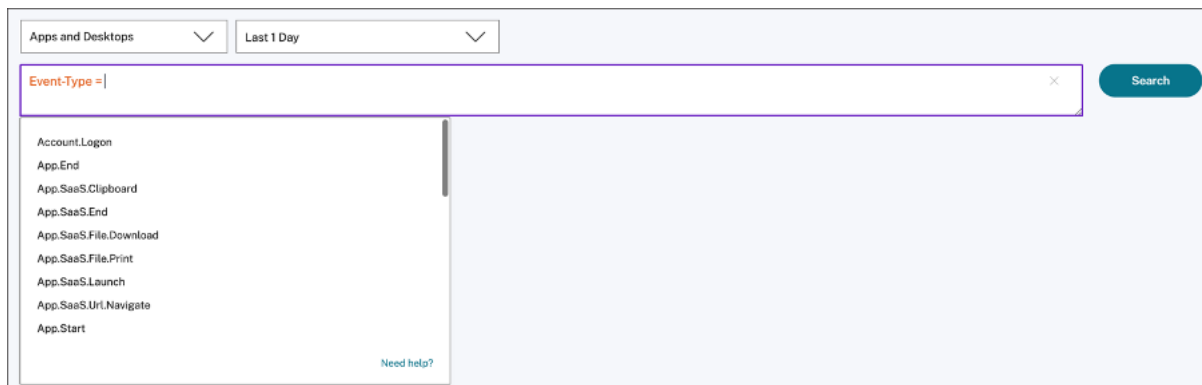 Apps and Desktops
Last 1 Day
Event-Type =
Search
Account.Logon
App.End
App.SaaS.Clipboard
App.SaaS.End
App.SaaS.File.Download
App.SaaS.File.Print
App.SaaS.Launch
App.SaaS.Url.Navigate
App.Start
Need help?